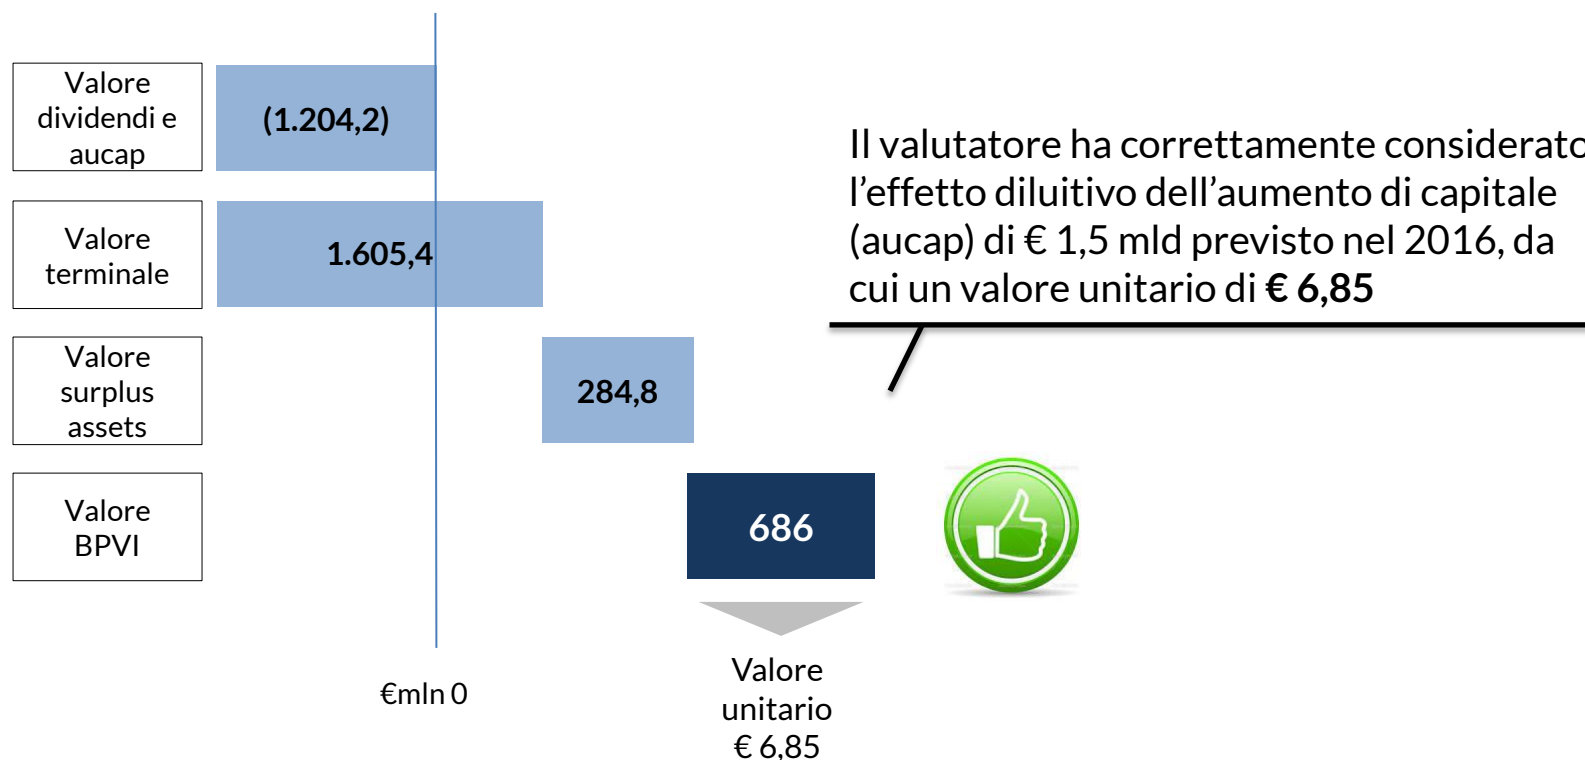 Valore
dividendi e
aucap
(1.204,2)
Il valutatore ha correttamente considerato
l’effetto diluitivo dell’aumento di capitale
(aucap) di € 1,5 mld previsto nel 2016, da
cui un valore unitario di € 6,85
Valore
terminale
1.605,4
Valore
surplus
assets
284,8
Valore
BPVI
686
€mln 0
Valore
unitario
€ 6,85